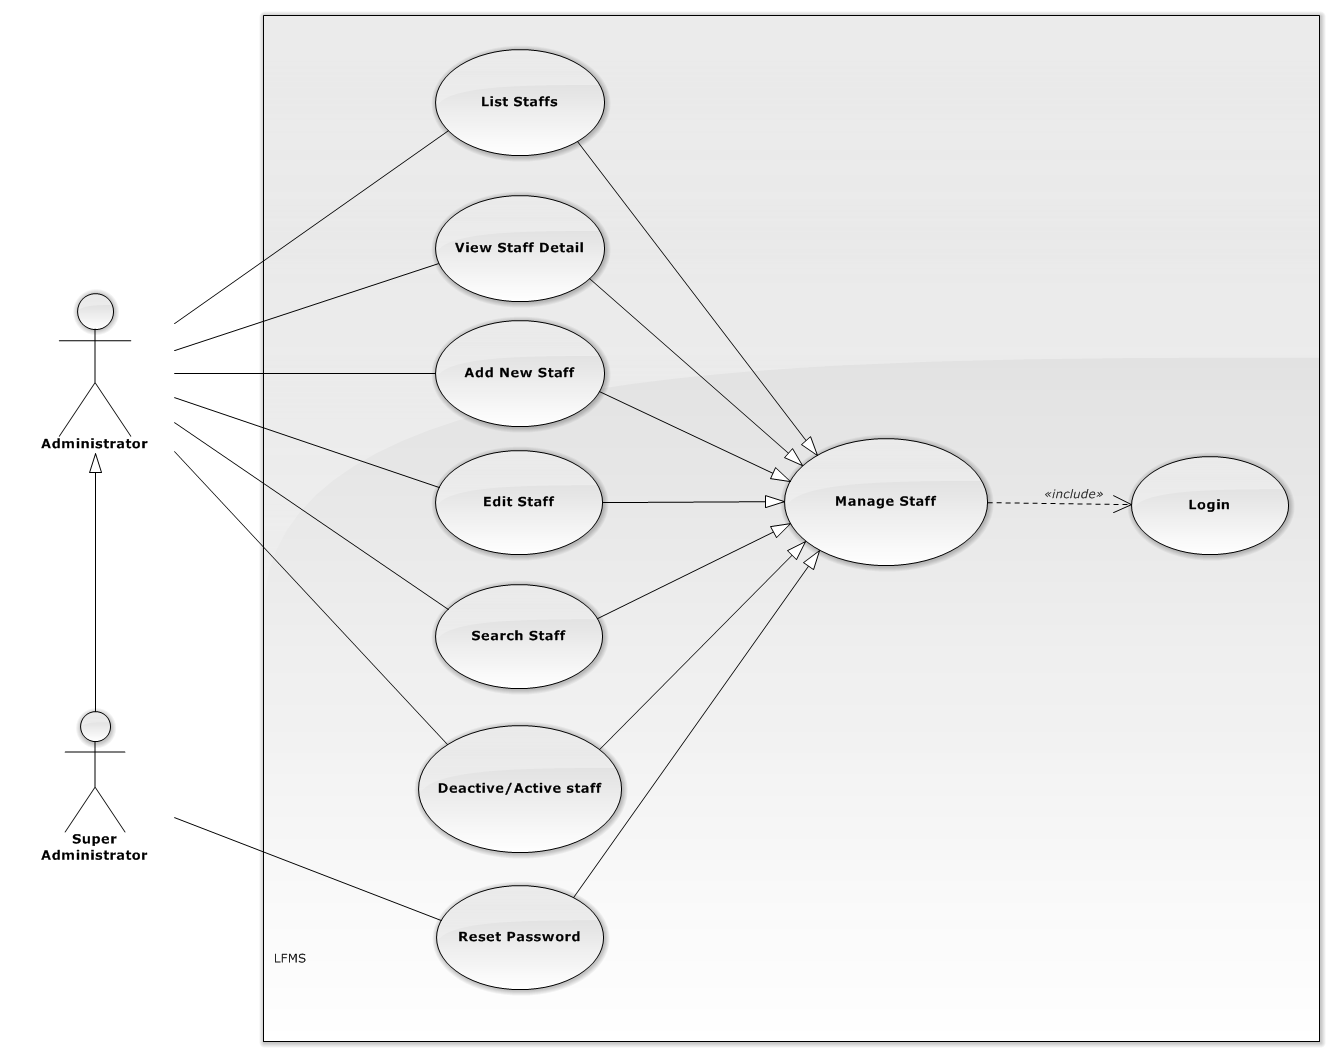 List Staffs
View Staff Detail
Add New Staff
Administrator
Edit Staff
Manage Staff
«include»
Login
Search Staff
Deactive/Active staff
Super
Administrator
Reset Password
LFMS